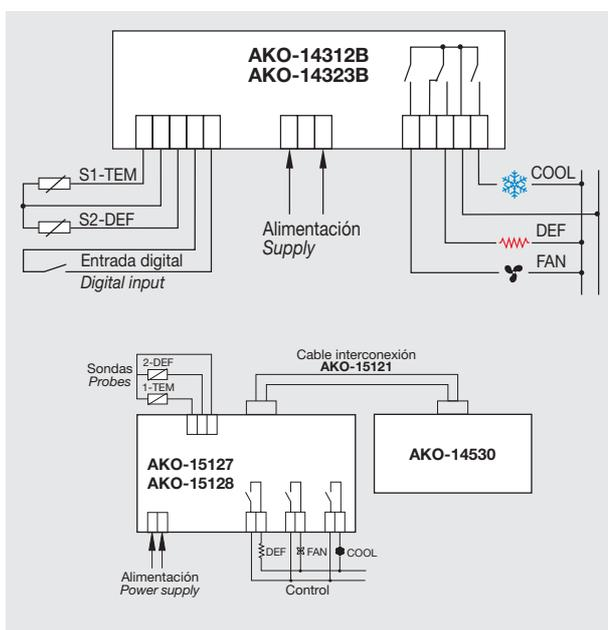 AKO-14312B
AKO-14323B
S1-TEM
S2-DEF
Entrada digital
Digital input
Alimentación
Supply
COOL
DEF
FAN
Cable interconexión
AKO-15121
Sondas
Probes
2-DEF
1-TEM
AKO-15127
AKO-15128
AKO-14530
DEF
FAN
COOL
Alimentación
Power supply
Control